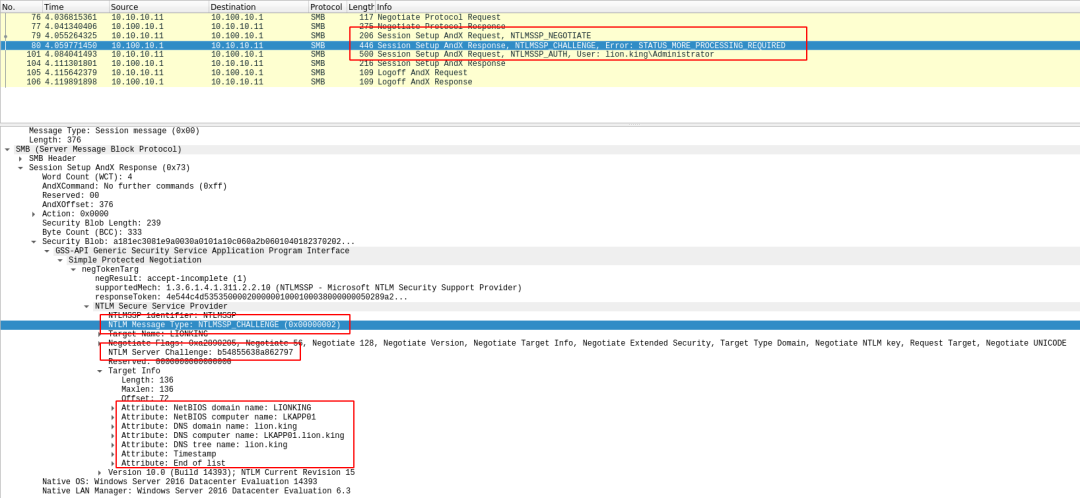 No. Time Source Destination Protocol Length Info
76 4.036815361 10.10.10.11 10.100.10.1 SMB 117 Negotiate Protocol Request
77 4.041340406 10.100.10.1 10.10.10.11 SMB 275 Negotiate Protocol Response
79 4.055264325 10.10.10.11 10.100.10.1 SMB 206 Session Setup AndX Request, NTLMSSP_NEGOTIATE
80 4.059771450 10.100.10.1 10.10.10.11 SMB 446 Session Setup AndX Response, NTLMSSP_CHALLENGE, Error: STATUS_MORE_PROCESSING_REQUIRED
101 4.084041493 10.10.10.11 10.100.10.1 SMB 500 Session Setup AndX Request, NTLMSSP_AUTH, User: lion.king\Administrator
104 4.111301801 10.100.10.1 10.10.10.11 SMB 216 Session Setup AndX Response
105 4.115642379 10.10.10.11 10.100.10.1 SMB 109 Logoff AndX Request
106 4.119891898 10.100.10.1 10.10.10.11 SMB 109 Logoff AndX Response
Message Type: Session message (0x00)
Length: 376
SMB (Server Message Block Protocol)
SMB Header
Session Setup AndX Response (0x73)
Word Count (WCT): 4
AndXCommand: No further commands (0xff)
Reserved: 00
AndXOffset: 376
Action: 0x0000
Security Blob Length: 239
Byte Count (BCC): 333
Security Blob: a181ec3081e9a0030a0101a10c060a2b0601040182370202...
GSS-API Generic Security Service Application Program Interface
Simple Protected Negotiation
negTokenTarg
negResult: accept-incomplete (1)
supportedMech: 1.3.6.1.4.1.311.2.2.10 (NTLMSSP - Microsoft NTLM Security Support Provider)
responseToken: 4e544c4d53535000020000001000100038000000050289a2...
NTLM Secure Service Provider
NTLMSSP identifier: NTLMSSP
NTLM Message Type: NTLMSSP_CHALLENGE (0x00000002)
Target Name: LIONKING
Negotiate Flags: 0xa2890205, Negotiate 56, Negotiate 128, Negotiate Version, Negotiate Target Info, Negotiate Extended Security, Target Type Domain, Negotiate NTLM key, Request Target, Negotiate UNICODE
NTLM Server Challenge: b54855638a862797
Reserved: 0000000000000000
Target Info
Length: 136
Maxlen: 136
Offset: 72
Attribute: NetBIOS domain name: LIONKING
Attribute: NetBIOS computer name: LKAPP01
Attribute: DNS domain name: lion.king
Attribute: DNS computer name: LKAPP01.lion.king
Attribute: DNS tree name: lion.king
Attribute: Timestamp
Attribute: End of list
Version 10.0 (Build 14393); NTLM Current Revision 15
Native OS: Windows Server 2016 Datacenter Evaluation 14393
Native LAN Manager: Windows Server 2016 Datacenter Evaluation 6.3